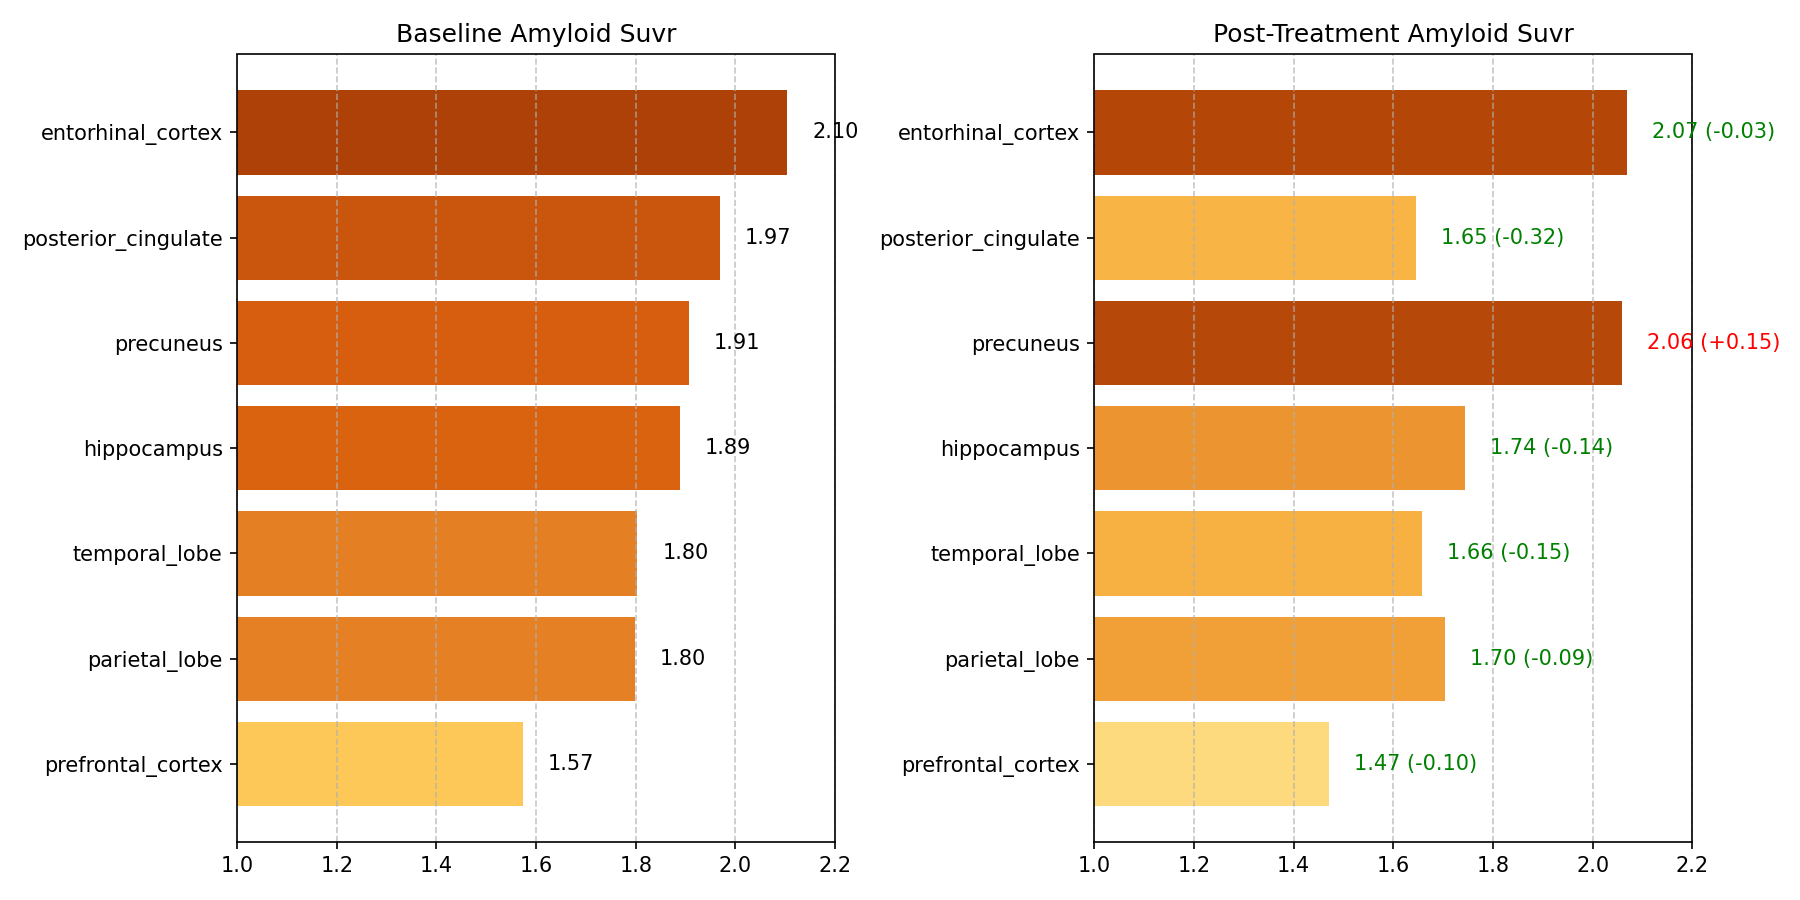 Baseline Amyloid Suvr
entorhinal_cortex 2.10
posterior_cingulate 1.97
precuneus 1.91
hippocampus 1.89
temporal_lobe 1.80
parietal_lobe 1.80
prefrontal_cortex 1.57
1.0 1.2 1.4 1.6 1.8 2.0 2.2
Post-Treatment Amyloid Suvr
entorhinal_cortex 2.07 (-0.03)
posterior_cingulate 1.65 (-0.32)
precuneus 2.06 (+0.15)
hippocampus 1.74 (-0.14)
temporal_lobe 1.66 (-0.15)
parietal_lobe 1.70 (-0.09)
prefrontal_cortex 1.47 (-0.10)
1.0 1.2 1.4 1.6 1.8 2.0 2.2